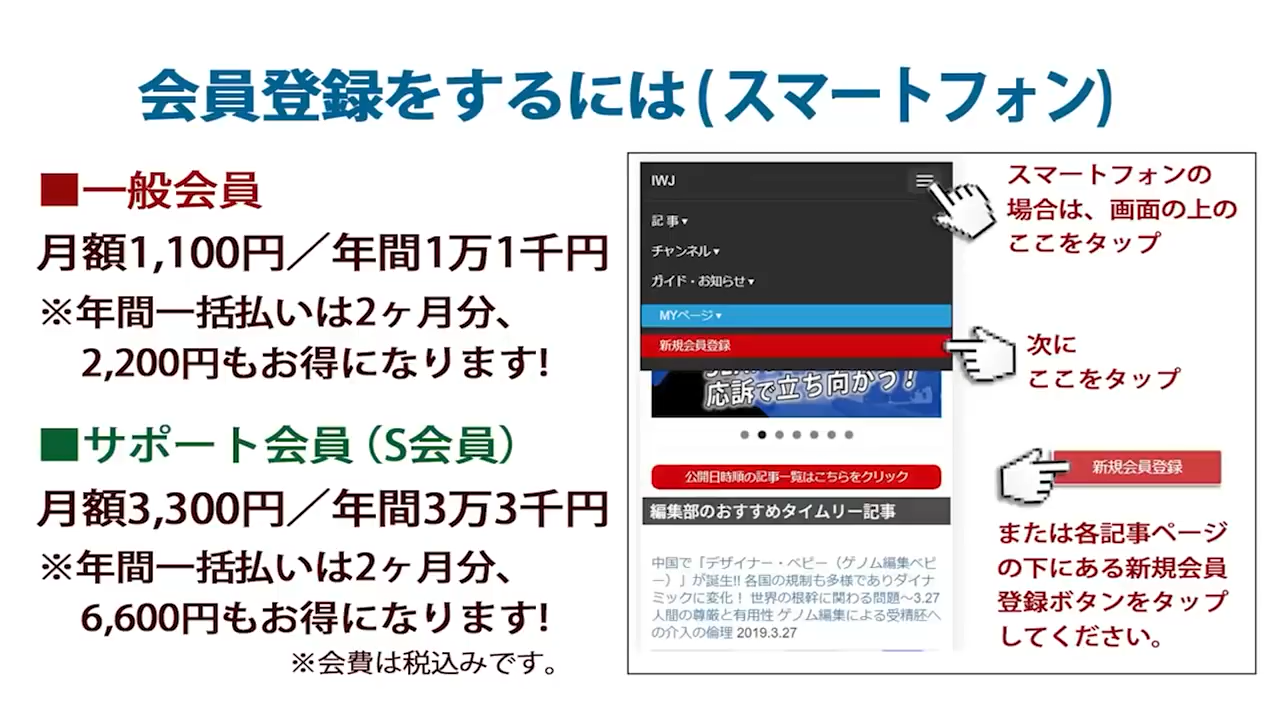 会員登録をするには(スマートフォン)
■一般会員
月額1,100円／年間1万1千円
※年間一括払いは2ヶ月分、
2,200円もお得になります!
■サポート会員（S会員）
月額3,300円／年間3万3千円
※年間一括払いは2ヶ月分、
6,600円もお得になります!
※会費は税込みです。
IWJ
記事▾
チャンネル▾
ガイド・お知らせ▾
MYページ▾
新規会員登録
応訴で立ち向かう！
公開日時順の記事一覧はこちらをクリック
編集部のおすすめタイムリー記事
中国で「デザイナー・ベビー（ゲノム編集ベビ
ー）」が誕生!! 各国の規制も多様でありダイナ
ミックに変化！ 世界の根幹に関わる問題～3.27
人間の尊厳と有用性 ゲノム編集による受精胚へ
の介入の倫理 2019.3.27
スマートフォンの
場合は、画面の上の
ここをタップ
次に
ここをタップ
新規会員登録
または各記事ページ
の下にある新規会員
登録ボタンをタップ
してください。